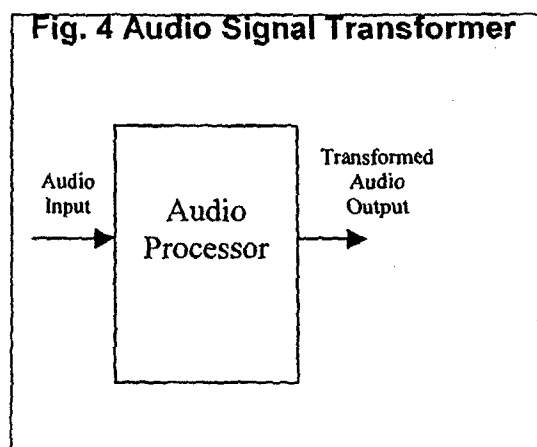 Fig. 4 Audio Signal Transformer
Audio
Input
Audio
Processor
Transformed
Audio
Output